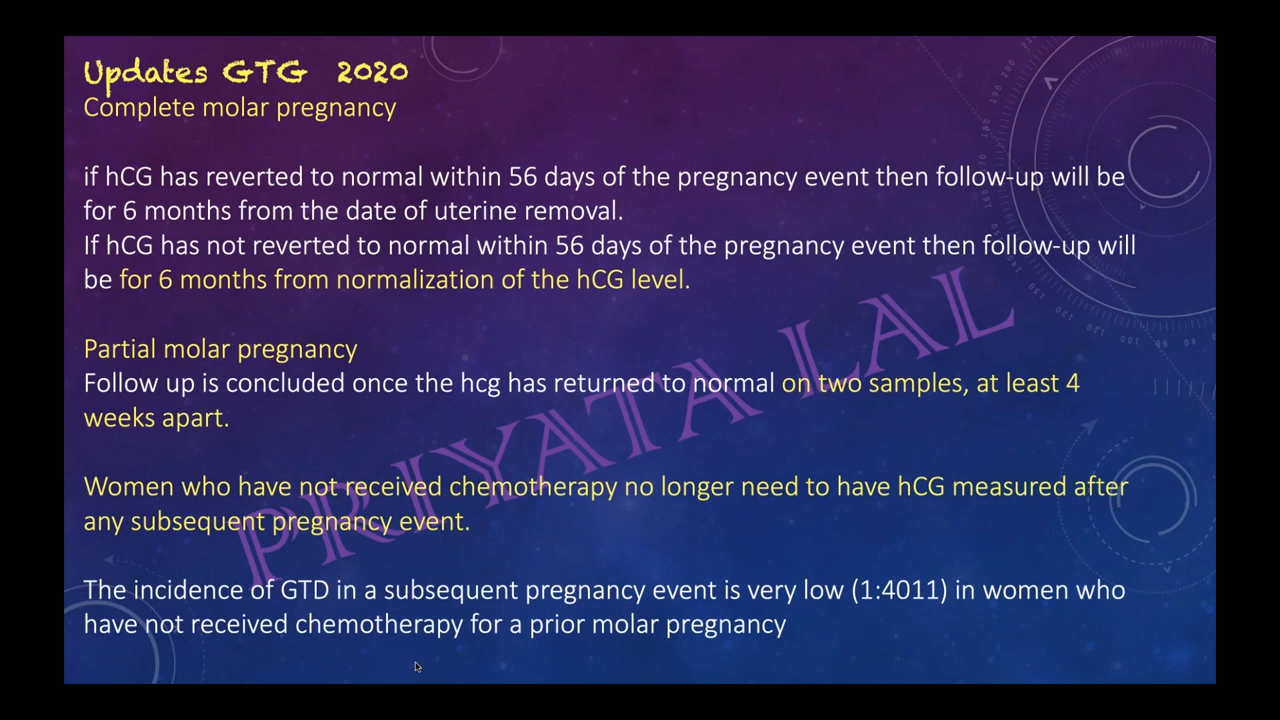 Updates GTG 2020
Complete molar pregnancy
if hCG has reverted to normal within 56 days of the pregnancy event then follow-up will be
for 6 months from the date of uterine removal.
If hCG has not reverted to normal within 56 days of the pregnancy event then follow-up will
be for 6 months from normalization of the hCG level.
Partial molar pregnancy
Follow up is concluded once the hcg has returned to normal on two samples, at least 4
weeks apart.
Women who have not received chemotherapy no longer need to have hCG measured after
any subsequent pregnancy event.
The incidence of GTD in a subsequent pregnancy event is very low (1:4011) in women who
have not received chemotherapy for a prior molar pregnancy
PRIYATA LAL